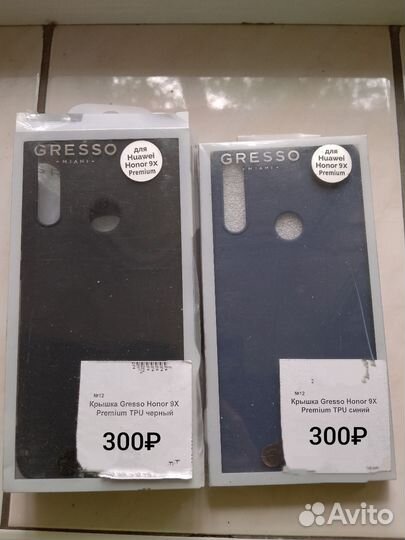 GRESSO
MIAMI
для
Huawei
Honor 9X
Premium
№12
Крышка Gresso Honor 9X
Premium TPU черный
300₽
GRESSO
MIAMI
для
Huawei
Honor 9X
Premium
№12
Крышка Gresso Honor 9X
Premium TPU синий
300₽
Avito